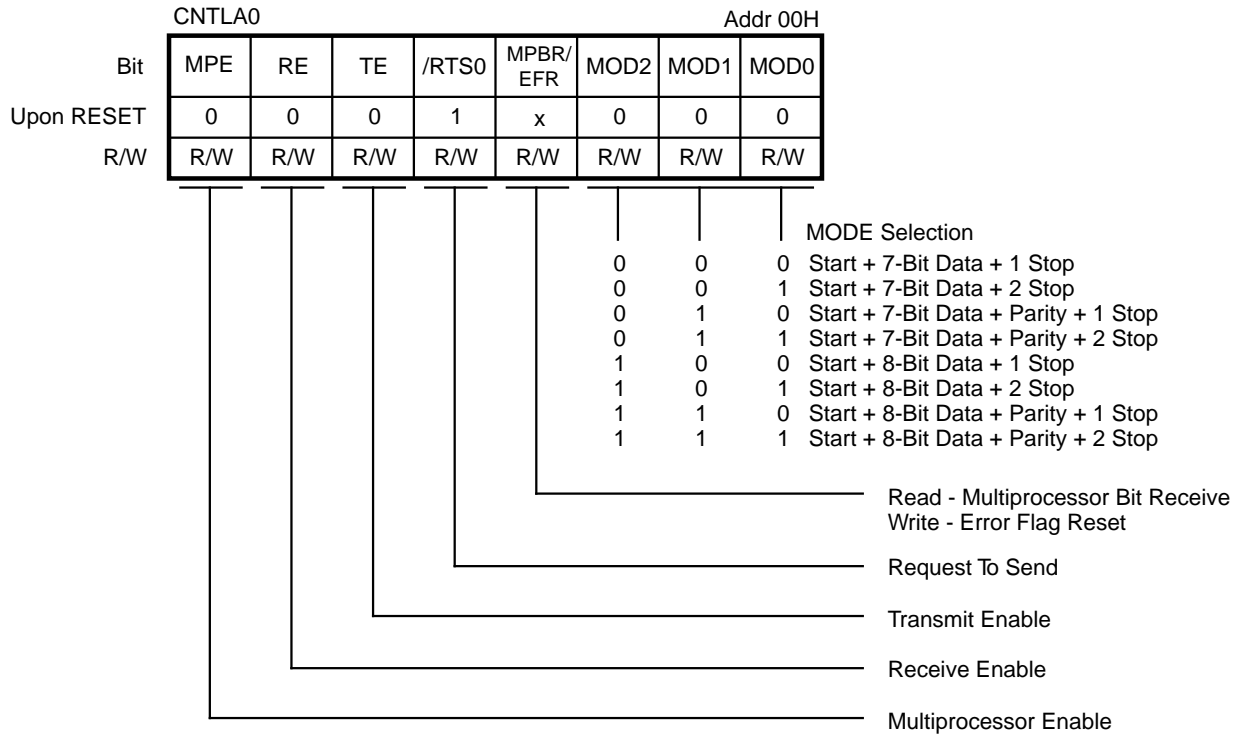 CNTLA0 Addr 00H
Bit MPE RE TE /RTS0 MPBR/ EFR MOD2 MOD1 MOD0
Upon RESET 0 0 0 1 x 0 0 0
R/W R/W R/W R/W R/W R/W R/W R/W R/W
MODE Selection
0 0 0 Start + 7-Bit Data + 1 Stop
0 0 1 Start + 7-Bit Data + 2 Stop
0 1 0 Start + 7-Bit Data + Parity + 1 Stop
0 1 1 Start + 7-Bit Data + Parity + 2 Stop
1 0 0 Start + 8-Bit Data + 1 Stop
1 0 1 Start + 8-Bit Data + 2 Stop
1 1 0 Start + 8-Bit Data + Parity + 1 Stop
1 1 1 Start + 8-Bit Data + Parity + 2 Stop
Read - Multiprocessor Bit Receive
Write - Error Flag Reset
Request To Send
Transmit Enable
Receive Enable
Multiprocessor Enable